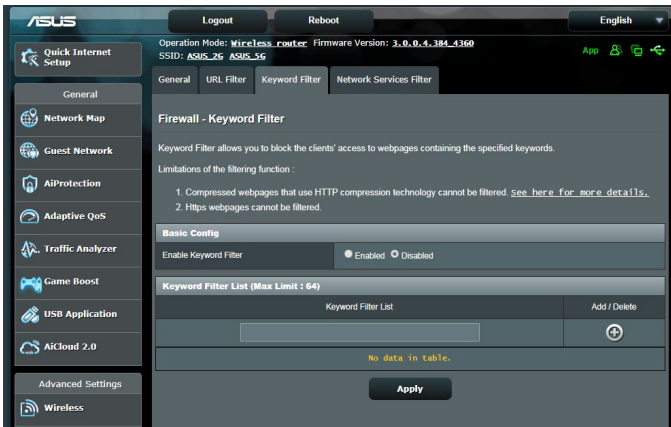 ASUS
Logout
Reboot
English
Operation Mode: Wireless router Firmware Version: 3.0.0.4.384_4360
SSID: ASUS_2G ASUS_5G
App
Quick Internet
Setup
General
Network Map
Guest Network
AiProtection
Adaptive QoS
Traffic Analyzer
Game Boost
USB Application
AiCloud 2.0
Advanced Settings
Wireless
General
URL Filter
Keyword Filter
Network Services Filter
Firewall - Keyword Filter
Keyword Filter allows you to block the clients' access to webpages containing the specified keywords.
Limitations of the filtering function :
1. Compressed webpages that use HTTP compression technology cannot be filtered. See here for more details.
2. Https webpages cannot be filtered.
Basic Config
Enable Keyword Filter
Enabled
Disabled
Keyword Filter List (Max Limit : 64)
Keyword Filter List
Add / Delete
No data in table.
Apply